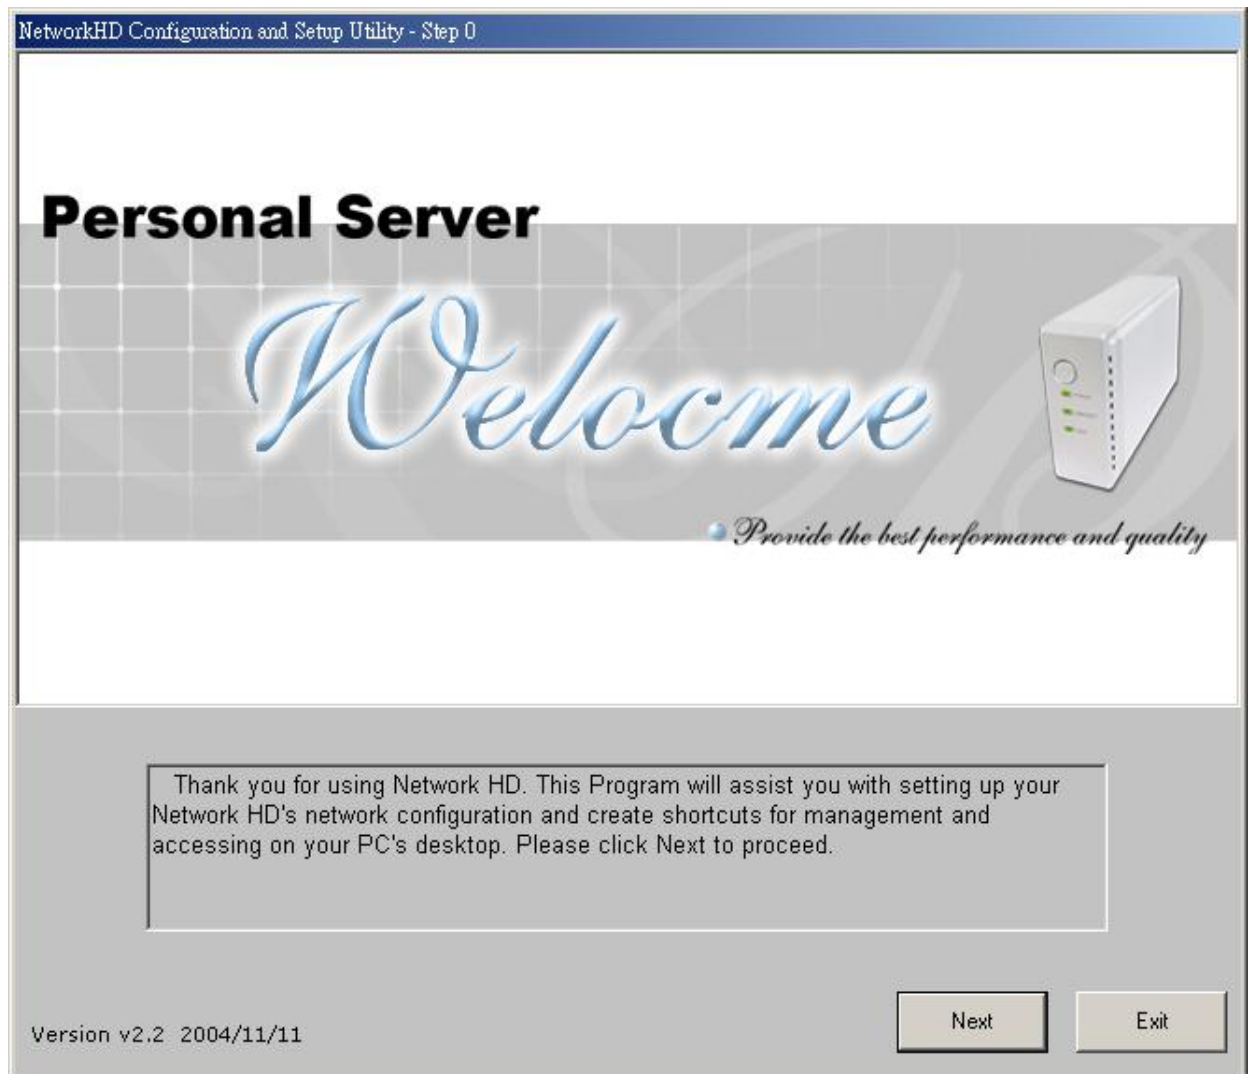 NetworkHD Configuration and Setup Utility - Step 0
Personal Server
Welocme
Provide the best performance and quality
Thank you for using Network HD. This Program will assist you with setting up your
Network HD's network configuration and create shortcuts for management and
accessing on your PC's desktop. Please click Next to proceed.
Version v2.2 2004/11/11
Next
Exit